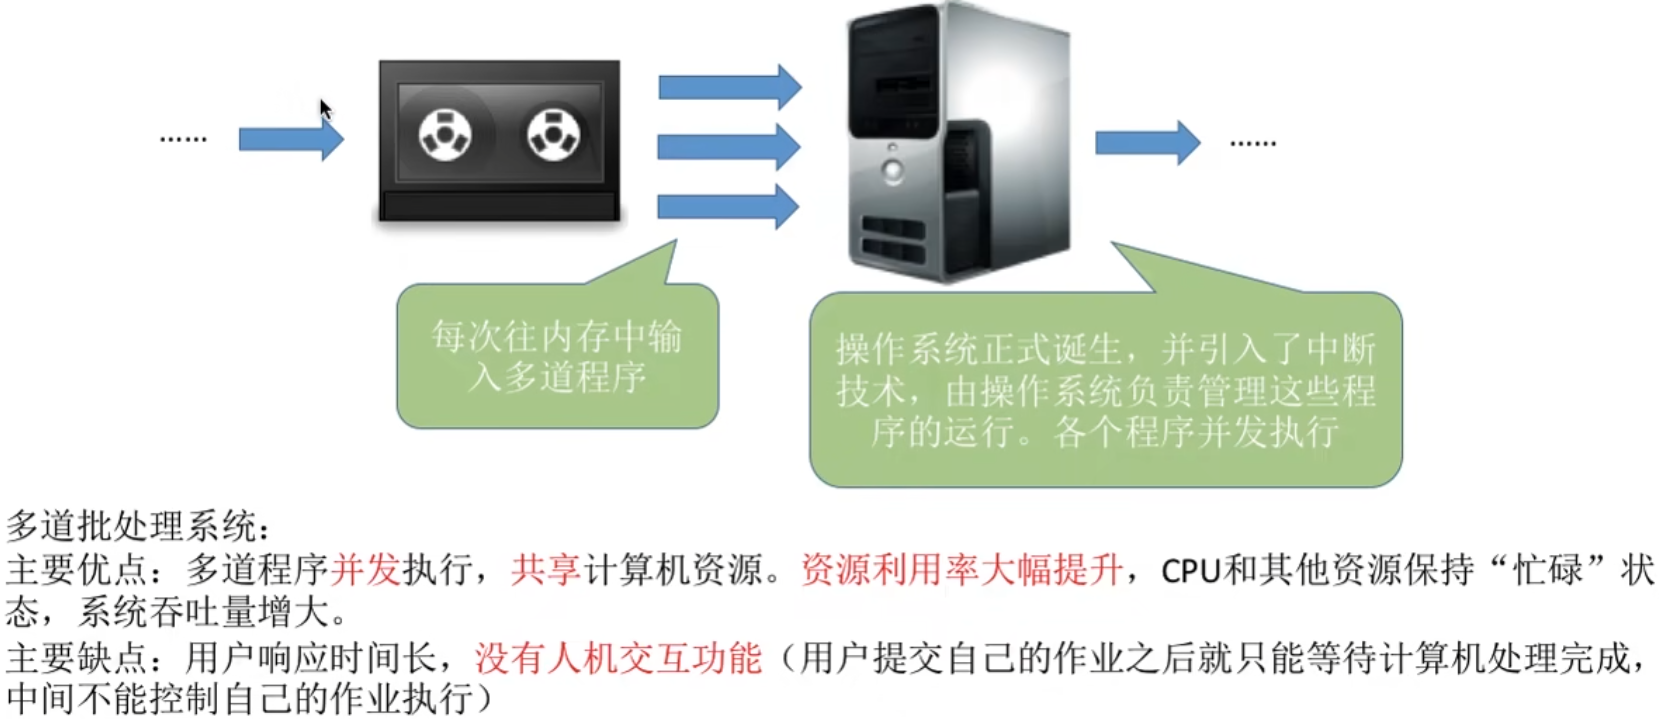 ……
……
每次往内存中输
入多道程序
操作系统正式诞生，并引入了中断
技术，由操作系统负责管理这些程
序的运行。各个程序并发执行
多道批处理系统：
主要优点：多道程序并发执行，共享计算机资源。资源利用率大幅提升，CPU和其他资源保持“忙碌”状
态，系统吞吐量增大。
主要缺点：用户响应时间长，没有人机交互功能（用户提交自己的作业之后就只能等待计算机处理完成，
中间不能控制自己的作业执行）